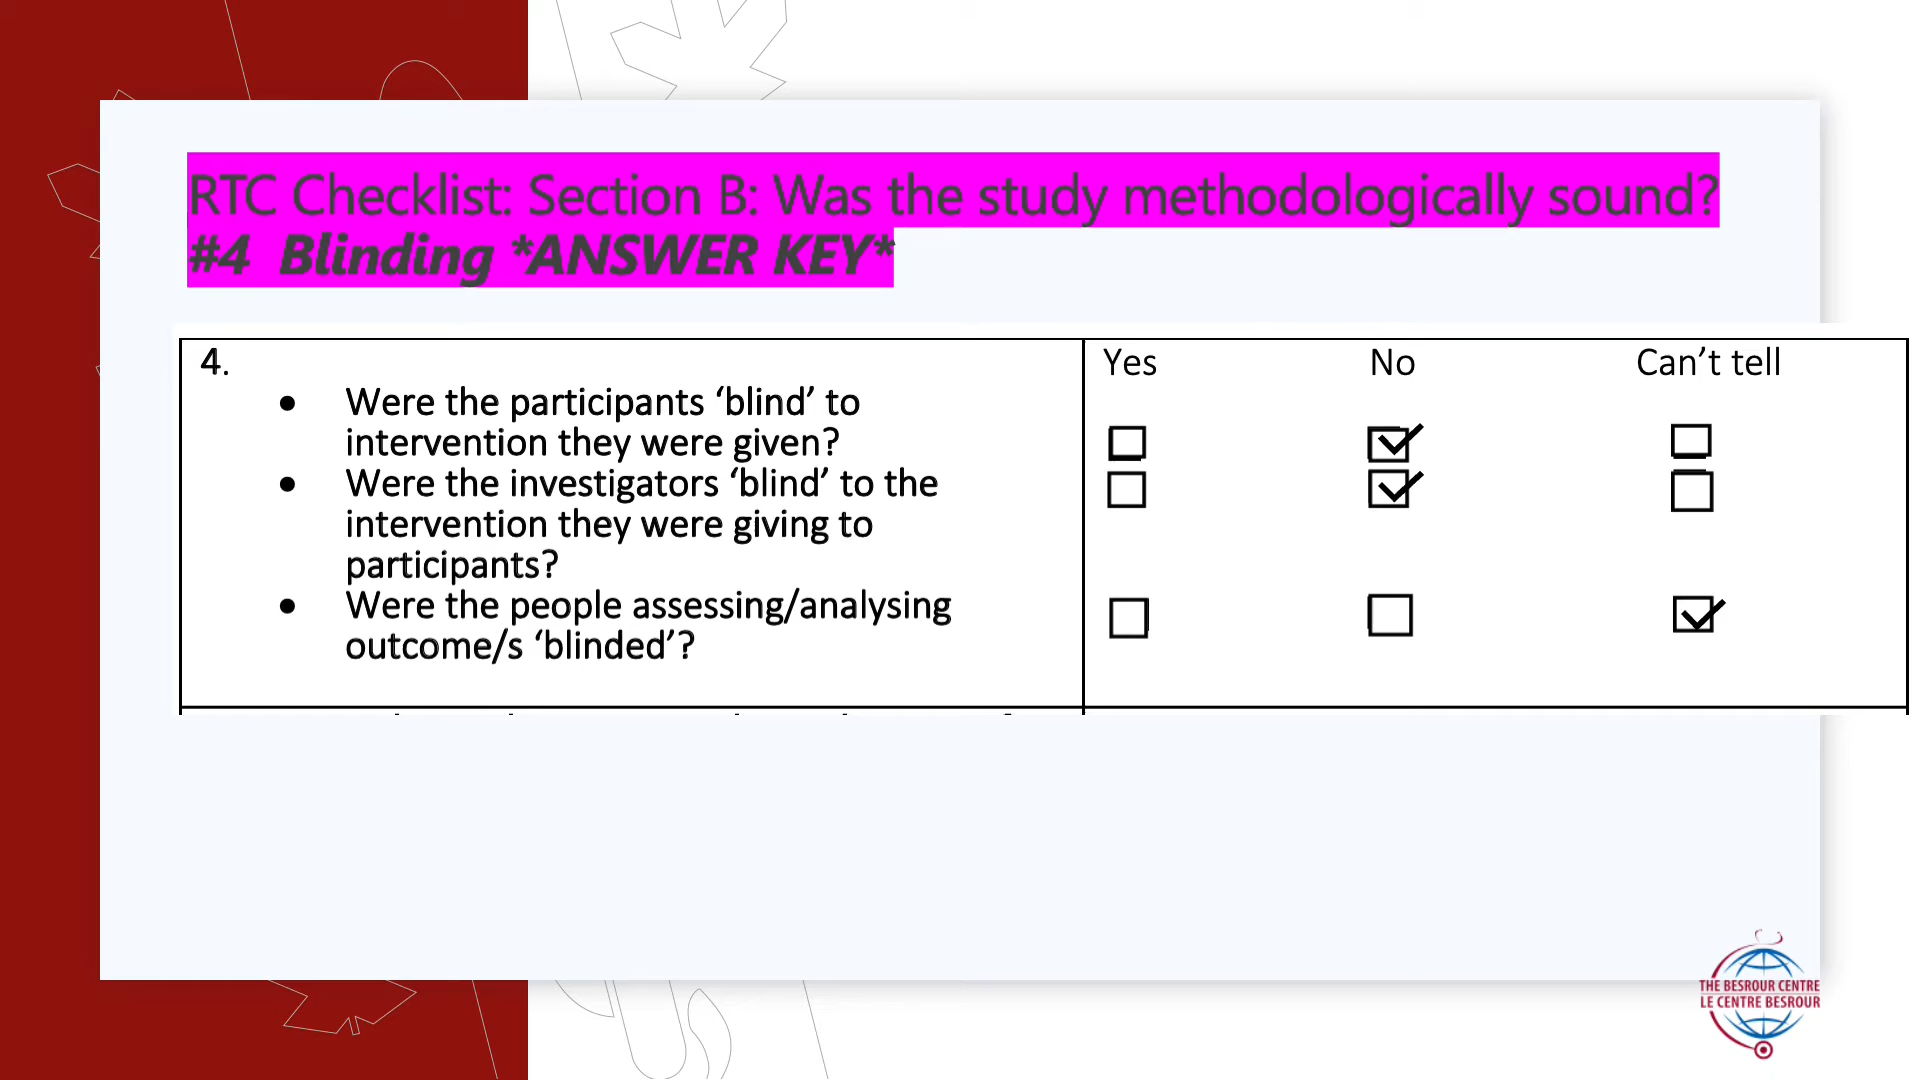 RTC Checklist: Section B: Was the study methodologically sound?
#4 Blinding *ANSWER KEY*
4.
Yes No Can’t tell
• Were the participants ‘blind’ to
intervention they were given?
• Were the investigators ‘blind’ to the
intervention they were giving to
participants?
• Were the people assessing/analysing
outcome/s ‘blinded’?
THE BESROUR CENTRE
LE CENTRE BESROUR